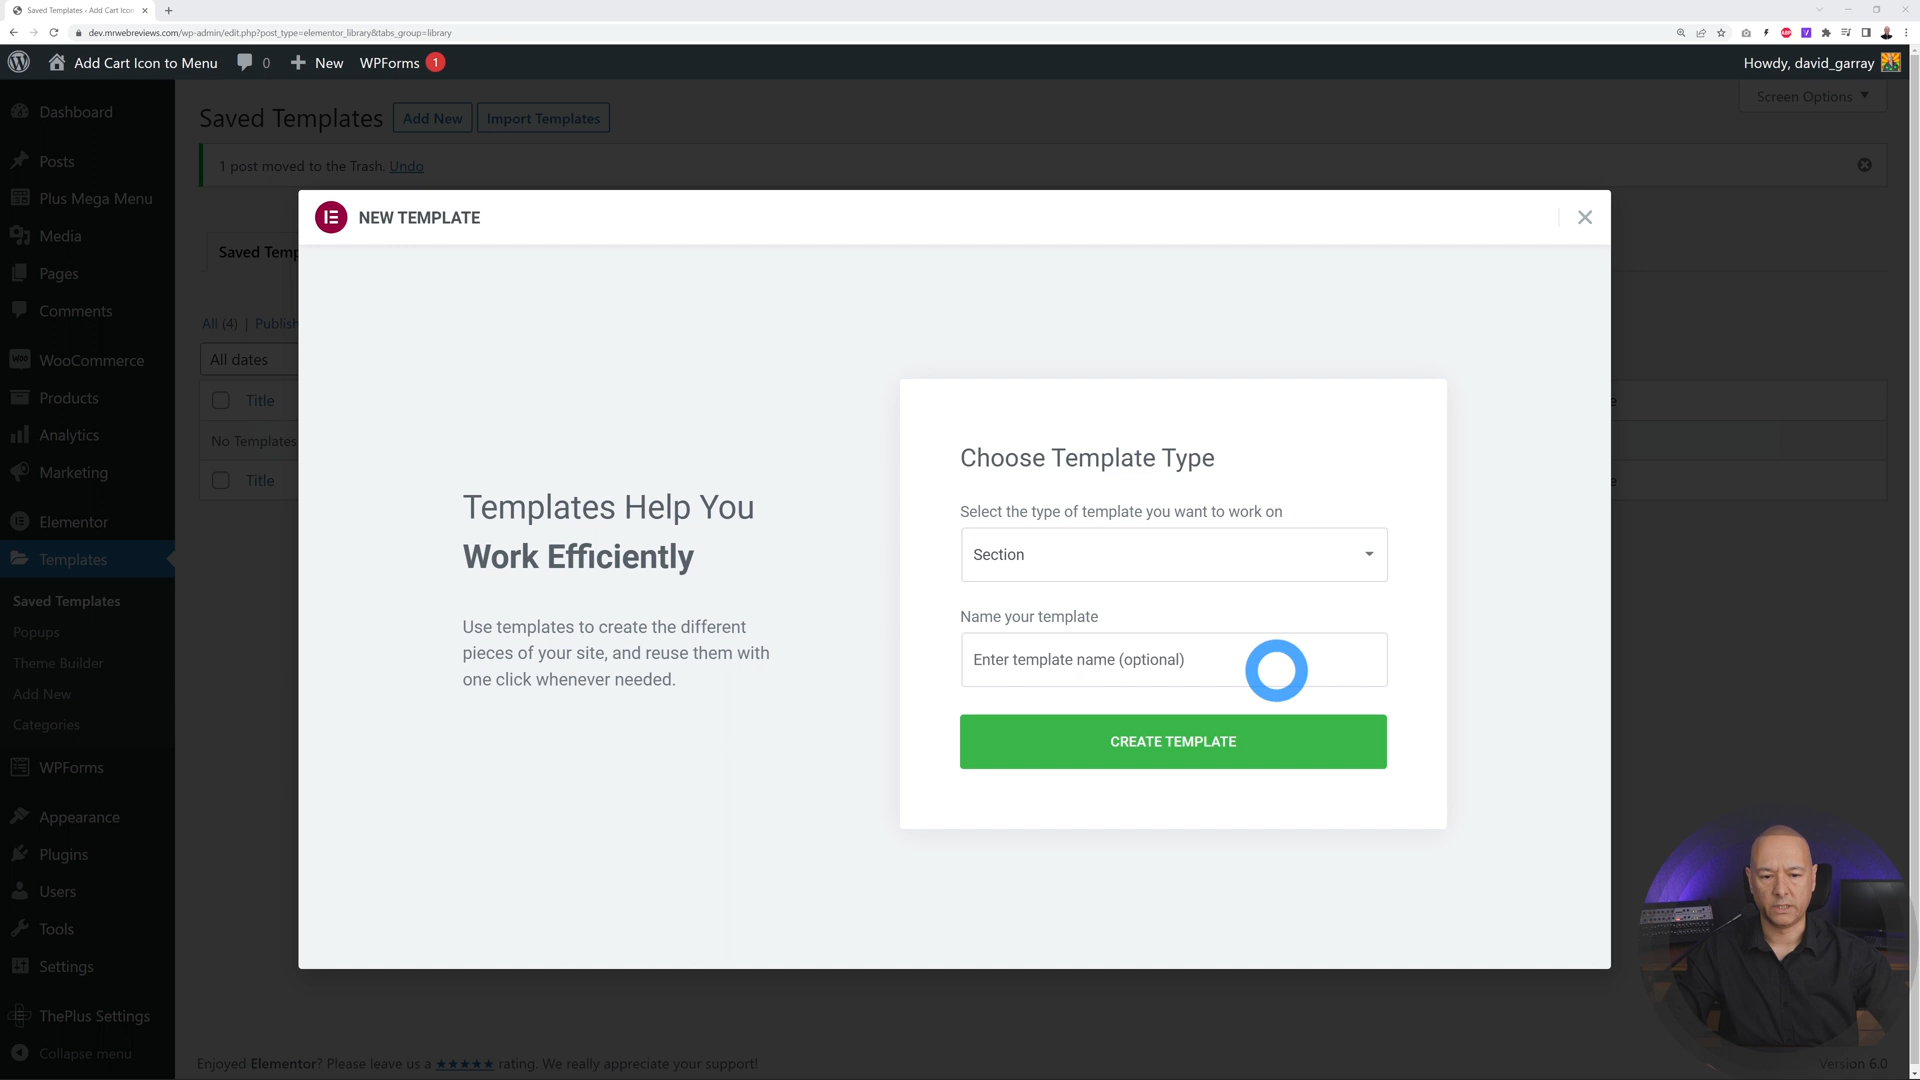 Saved Templates ‹ Add Cart Icon
dev.mrwebreviews.com/wp-admin/edit.php?post_type=elementor_library&tabs_group=library
Add Cart Icon to Menu
0
New
WPForms
1
Howdy, david_garray
Screen Options
Dashboard
Posts
Plus Mega Menu
Media
Pages
Comments
WooCommerce
Products
Analytics
Marketing
Elementor
Templates
Saved Templates
Popups
Theme Builder
Add New
Categories
WPForms
Appearance
Plugins
Users
Tools
Settings
ThePlus Settings
Collapse menu
Saved Templates
Add New
Import Templates
1 post moved to the Trash. Undo
Saved Temp
All (4) | Publish
All dates
Title
No Templates
Title
NEW TEMPLATE
Templates Help You
Work Efficiently
Use templates to create the different
pieces of your site, and reuse them with
one click whenever needed.
Choose Template Type
Select the type of template you want to work on
Section
Name your template
Enter template name (optional)
CREATE TEMPLATE
Enjoyed Elementor? Please leave us a ★★★★★ rating. We really appreciate your support!
Version 6.0